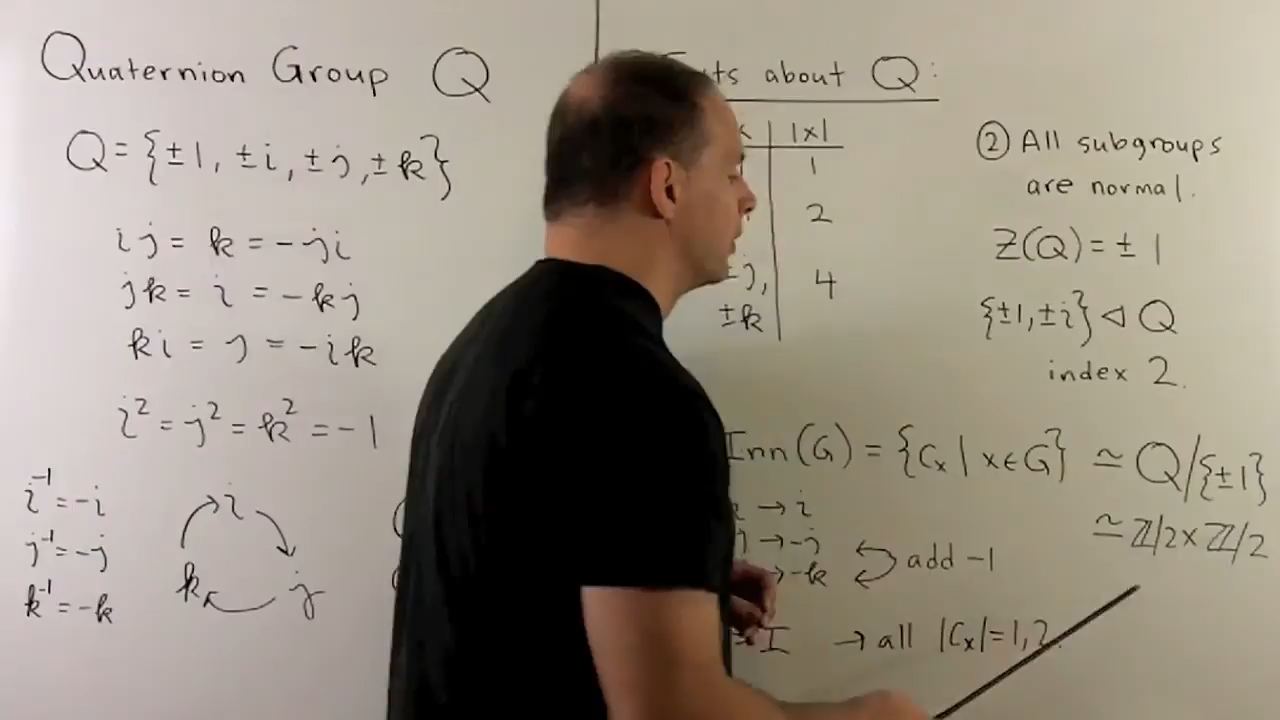 Quaternion Group Q
Q = {±1, ±i, ±j, ±k}
ij = k = -ji
jk = i = -kj
ki = j = -ik
i² = j² = k² = -1
i⁻¹ = -i
j⁻¹ = -j
k⁻¹ = -k
i
k j
about Q:
|x|
1
2
j, 4
±k
② All subgroups
are normal.
Z(Q) = ± 1
{±1, ±i} ◁ Q
index 2.
Inn(G) = {Cx | x∈G} ≃ Q/{±1}
≃ Z/2 x Z/2
→ i
j → -j
→ -k add -1
I → all |Cx| = 1,2.